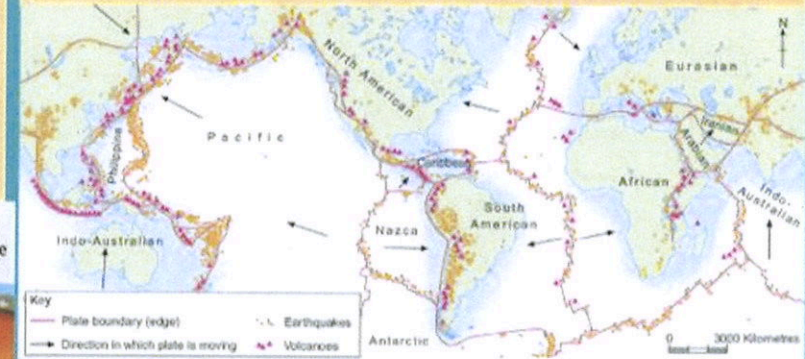 N
North American
Eurasian
Pacific
Philippine
Caribbean
Iranian
Arabian
African
Indo-
Australian
South
American
Nazca
Indo-Australian
Antarctic
Key
Plate boundary (edge)
Earthquakes
Direction in which plate is moving
Volcanoes
0 3000 Kilometres
e